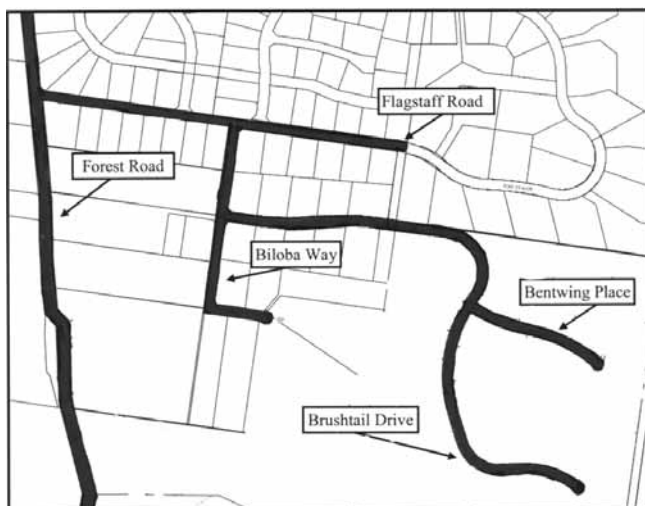 Flagstaff Road
Forest Road
Biloba Way
Bentwing Place
Brushtail Drive